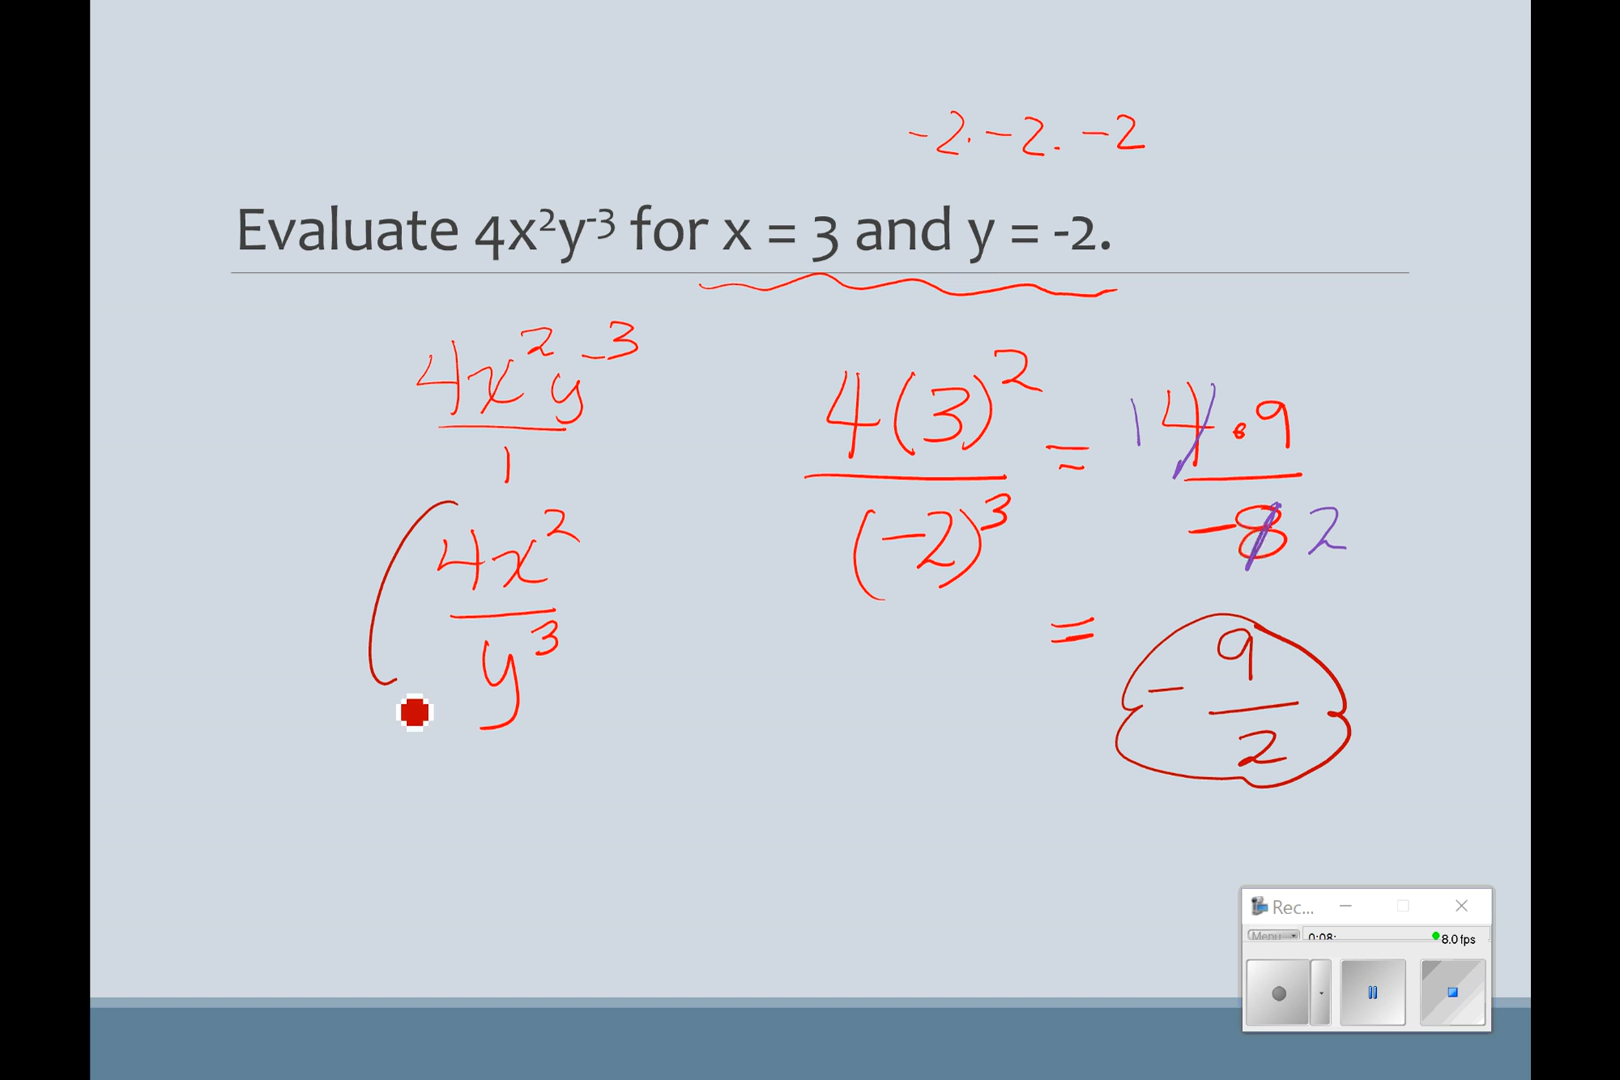 -2 · -2 · -2
Evaluate 4x²y⁻³ for x = 3 and y = -2.
4x²y⁻³
1
4x²
y³
4(3)²
(-2)³
=
1 4 · 9
-8 2
=
- 9
2
Rec...
Menu
0:08:
8.0 fps